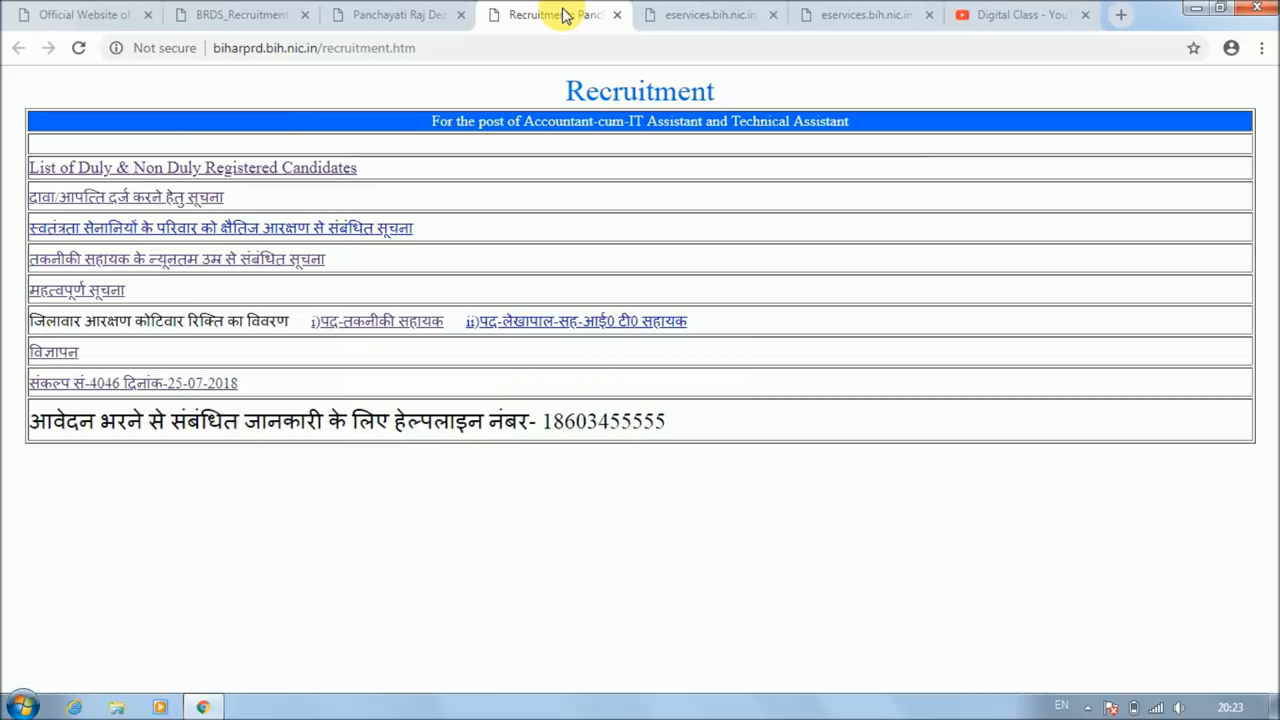 Official Website of
BRDS_Recruitment
Panchayati Raj Dep
Recruitment - Panc
eservices.bih.nic.in
eservices.bih.nic.in
Digital Class - You
Not secure
biharprd.bih.nic.in/recruitment.htm
Recruitment
For the post of Accountant-cum-IT Assistant and Technical Assistant
List of Duly & Non Duly Registered Candidates
दावा/आपत्ति दर्ज करने हेतु सूचना
स्वतंत्रता सेनानियों के परिवार को क्षैतिज आरक्षण से संबंधित सूचना
तकनीकी सहायक के न्यूनतम उम्र से संबंधित सूचना
महत्वपूर्ण सूचना
जिलावार आरक्षण कोटिवार रिक्ति का विवरण i)पद-तकनीकी सहायक ii)पद-लेखापाल-सह-आई0 टी0 सहायक
विज्ञापन
संकल्प सं-4046 दिनांक-25-07-2018
आवेदन भरने से संबंधित जानकारी के लिए हेल्पलाइन नंबर- 18603455555
EN
20:23